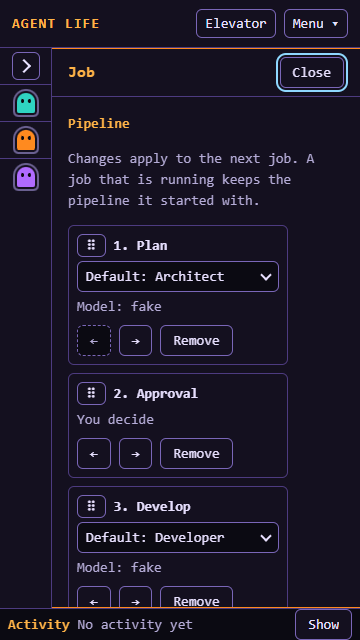 AGENT LIFE
Elevator
Menu ▾
Job
Close
Pipeline
Changes apply to the next job. A
job that is running keeps the
pipeline it started with.
⠿ 1. Plan
Default: Architect
Model: fake
← → Remove
⠿ 2. Approval
You decide
← → Remove
⠿ 3. Develop
Default: Developer
Model: fake
← → Remove
Activity No activity yet
Show